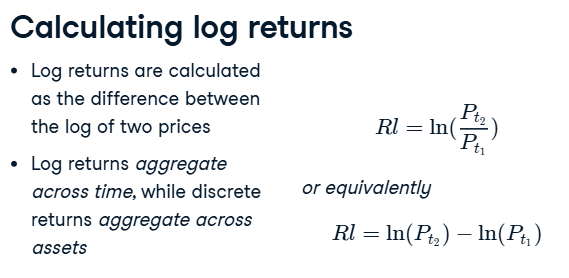 Calculating log returns
• Log returns are calculated
as the difference between
the log of two prices
• Log returns aggregate
across time, while discrete
returns aggregate across
assets
Rl = ln(P_{t_2}/P_{t_1})
or equivalently
Rl = ln(P_{t_2}) − ln(P_{t_1})